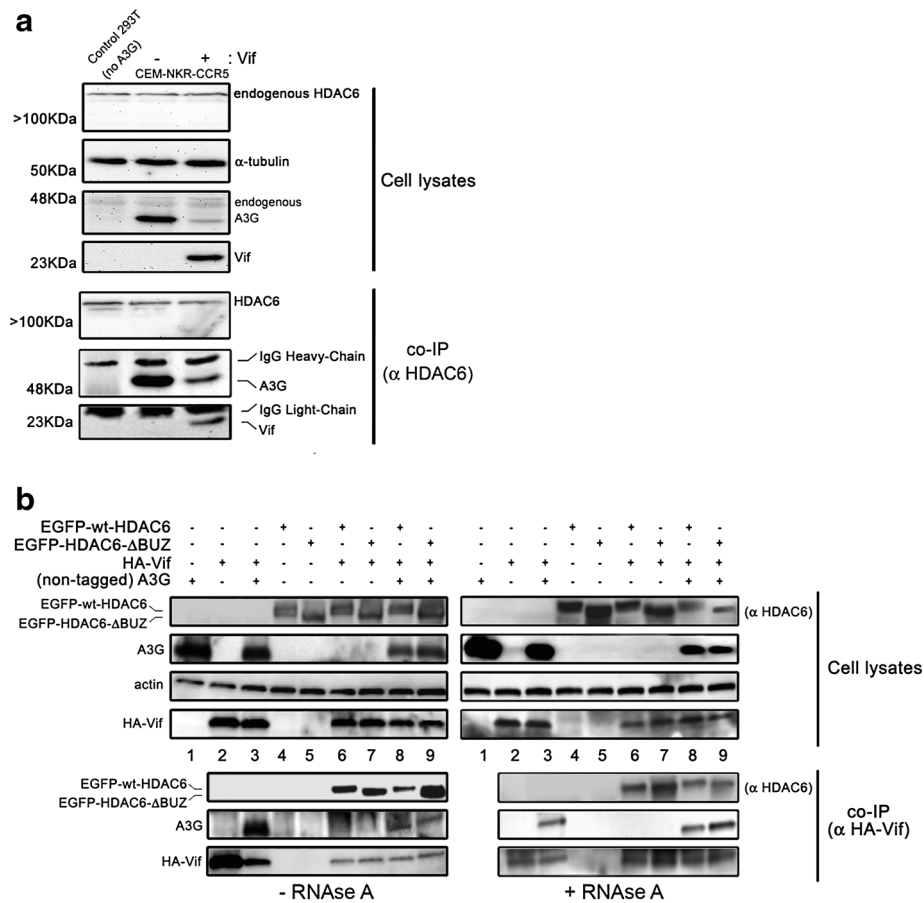 a
Control 293T
(no A3G)
- + : Vif
CEM-NKR-CCR5
endogenous HDAC6
>100KDa
α-tubulin
50KDa
48KDa
endogenous
A3G
Vif
23KDa
Cell lysates
HDAC6
>100KDa
IgG Heavy-Chain
A3G
48KDa
IgG Light-Chain
23KDa
Vif
co-IP
(α HDAC6)
b
EGFP-wt-HDAC6 - - - + - + - + - - - - + - + - + -
EGFP-HDAC6-ΔBUZ - - - - + - + - + - - - - + - + - +
HA-Vif - + + - - + + + + - + + - - + + + +
(non-tagged) A3G + - + - - - - + + + - + - - - - + +
EGFP-wt-HDAC6
EGFP-HDAC6-ΔBUZ
(α HDAC6)
A3G
actin
HA-Vif
Cell lysates
1 2 3 4 5 6 7 8 9 1 2 3 4 5 6 7 8 9
EGFP-wt-HDAC6
EGFP-HDAC6-ΔBUZ
(α HDAC6)
A3G
HA-Vif
co-IP
(α HA-Vif)
- RNAse A + RNAse A